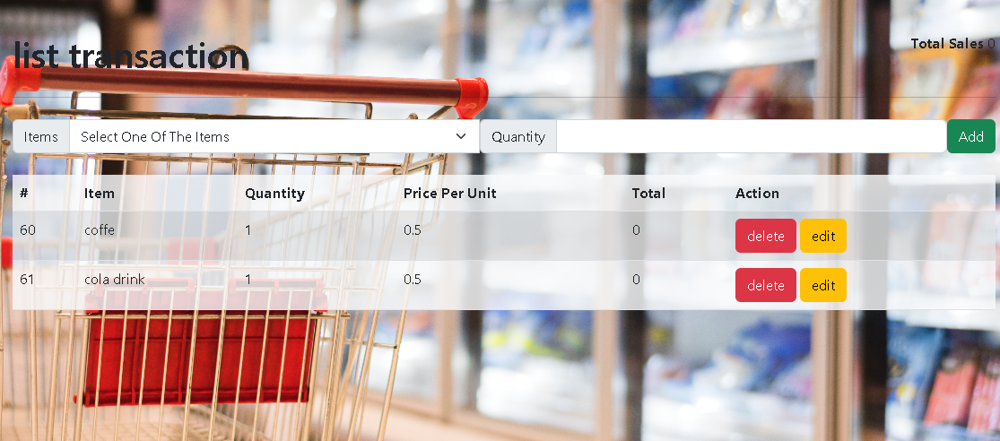 list transaction
Total Sales 0
Items Select One Of The Items Quantity Add
# Item Quantity Price Per Unit Total Action
60 coffe 1 0.5 0 delete edit
61 cola drink 1 0.5 0 delete edit